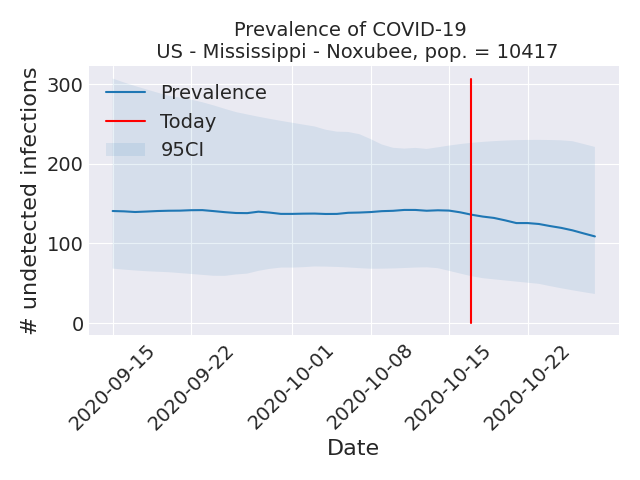 Prevalence of COVID-19
US - Mississippi - Noxubee, pop. = 10417
# undetected infections
300
200
100
0
Prevalence
Today
95CI
2020-09-15
2020-09-22
2020-10-01
2020-10-08
2020-10-15
2020-10-22
Date